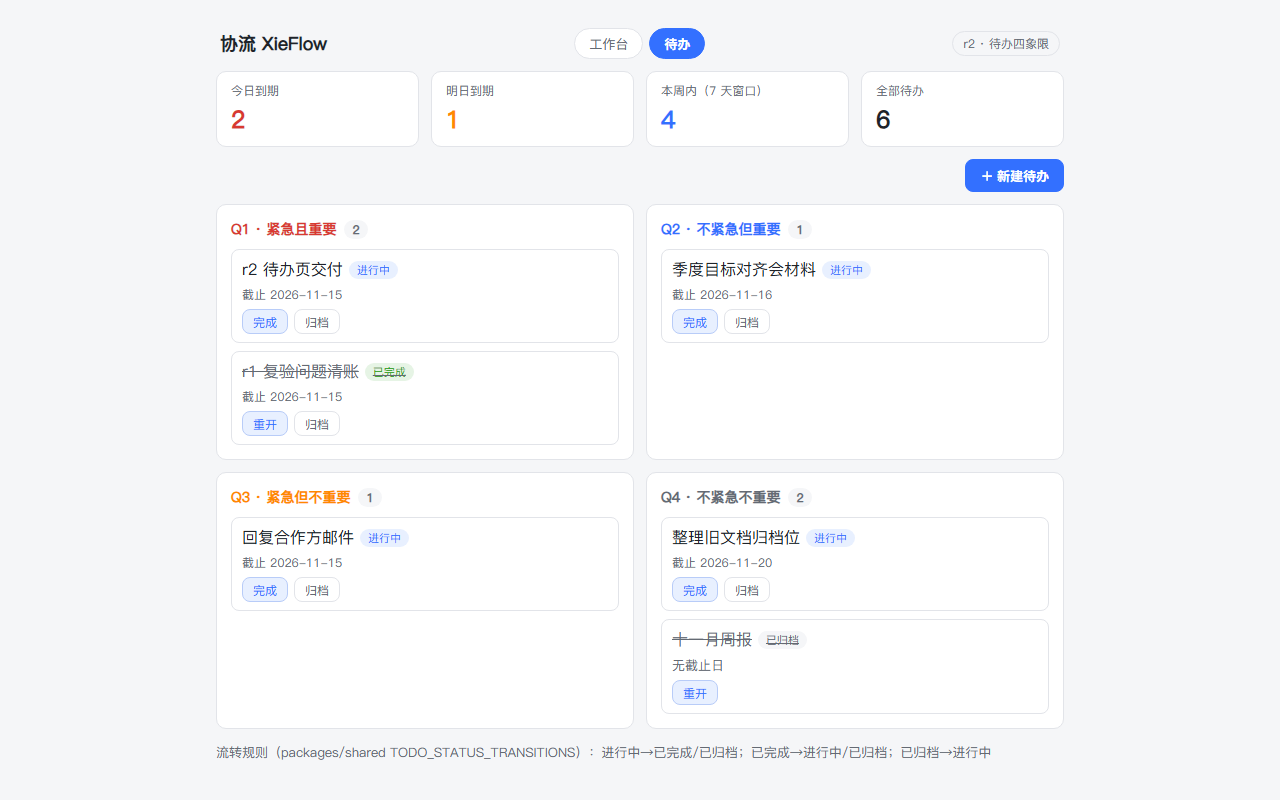 协流 XieFlow
工作台
待办
r2 · 待办四象限
今日到期
2
明日到期
1
本周内（7 天窗口）
4
全部待办
6
＋ 新建待办
Q1 · 紧急且重要 2
r2 待办页交付 进行中
截止 2026-11-15
完成 归档
r1 复验问题清账 已完成
截止 2026-11-15
重开 归档
Q2 · 不紧急但重要 1
季度目标对齐会材料 进行中
截止 2026-11-16
完成 归档
Q3 · 紧急但不重要 1
回复合作方邮件 进行中
截止 2026-11-15
完成 归档
Q4 · 不紧急不重要 2
整理旧文档归档位 进行中
截止 2026-11-20
完成 归档
十一月周报 已归档
无截止日
重开
流转规则（packages/shared TODO_STATUS_TRANSITIONS）：进行中→已完成/已归档；已完成→进行中/已归档；已归档→进行中